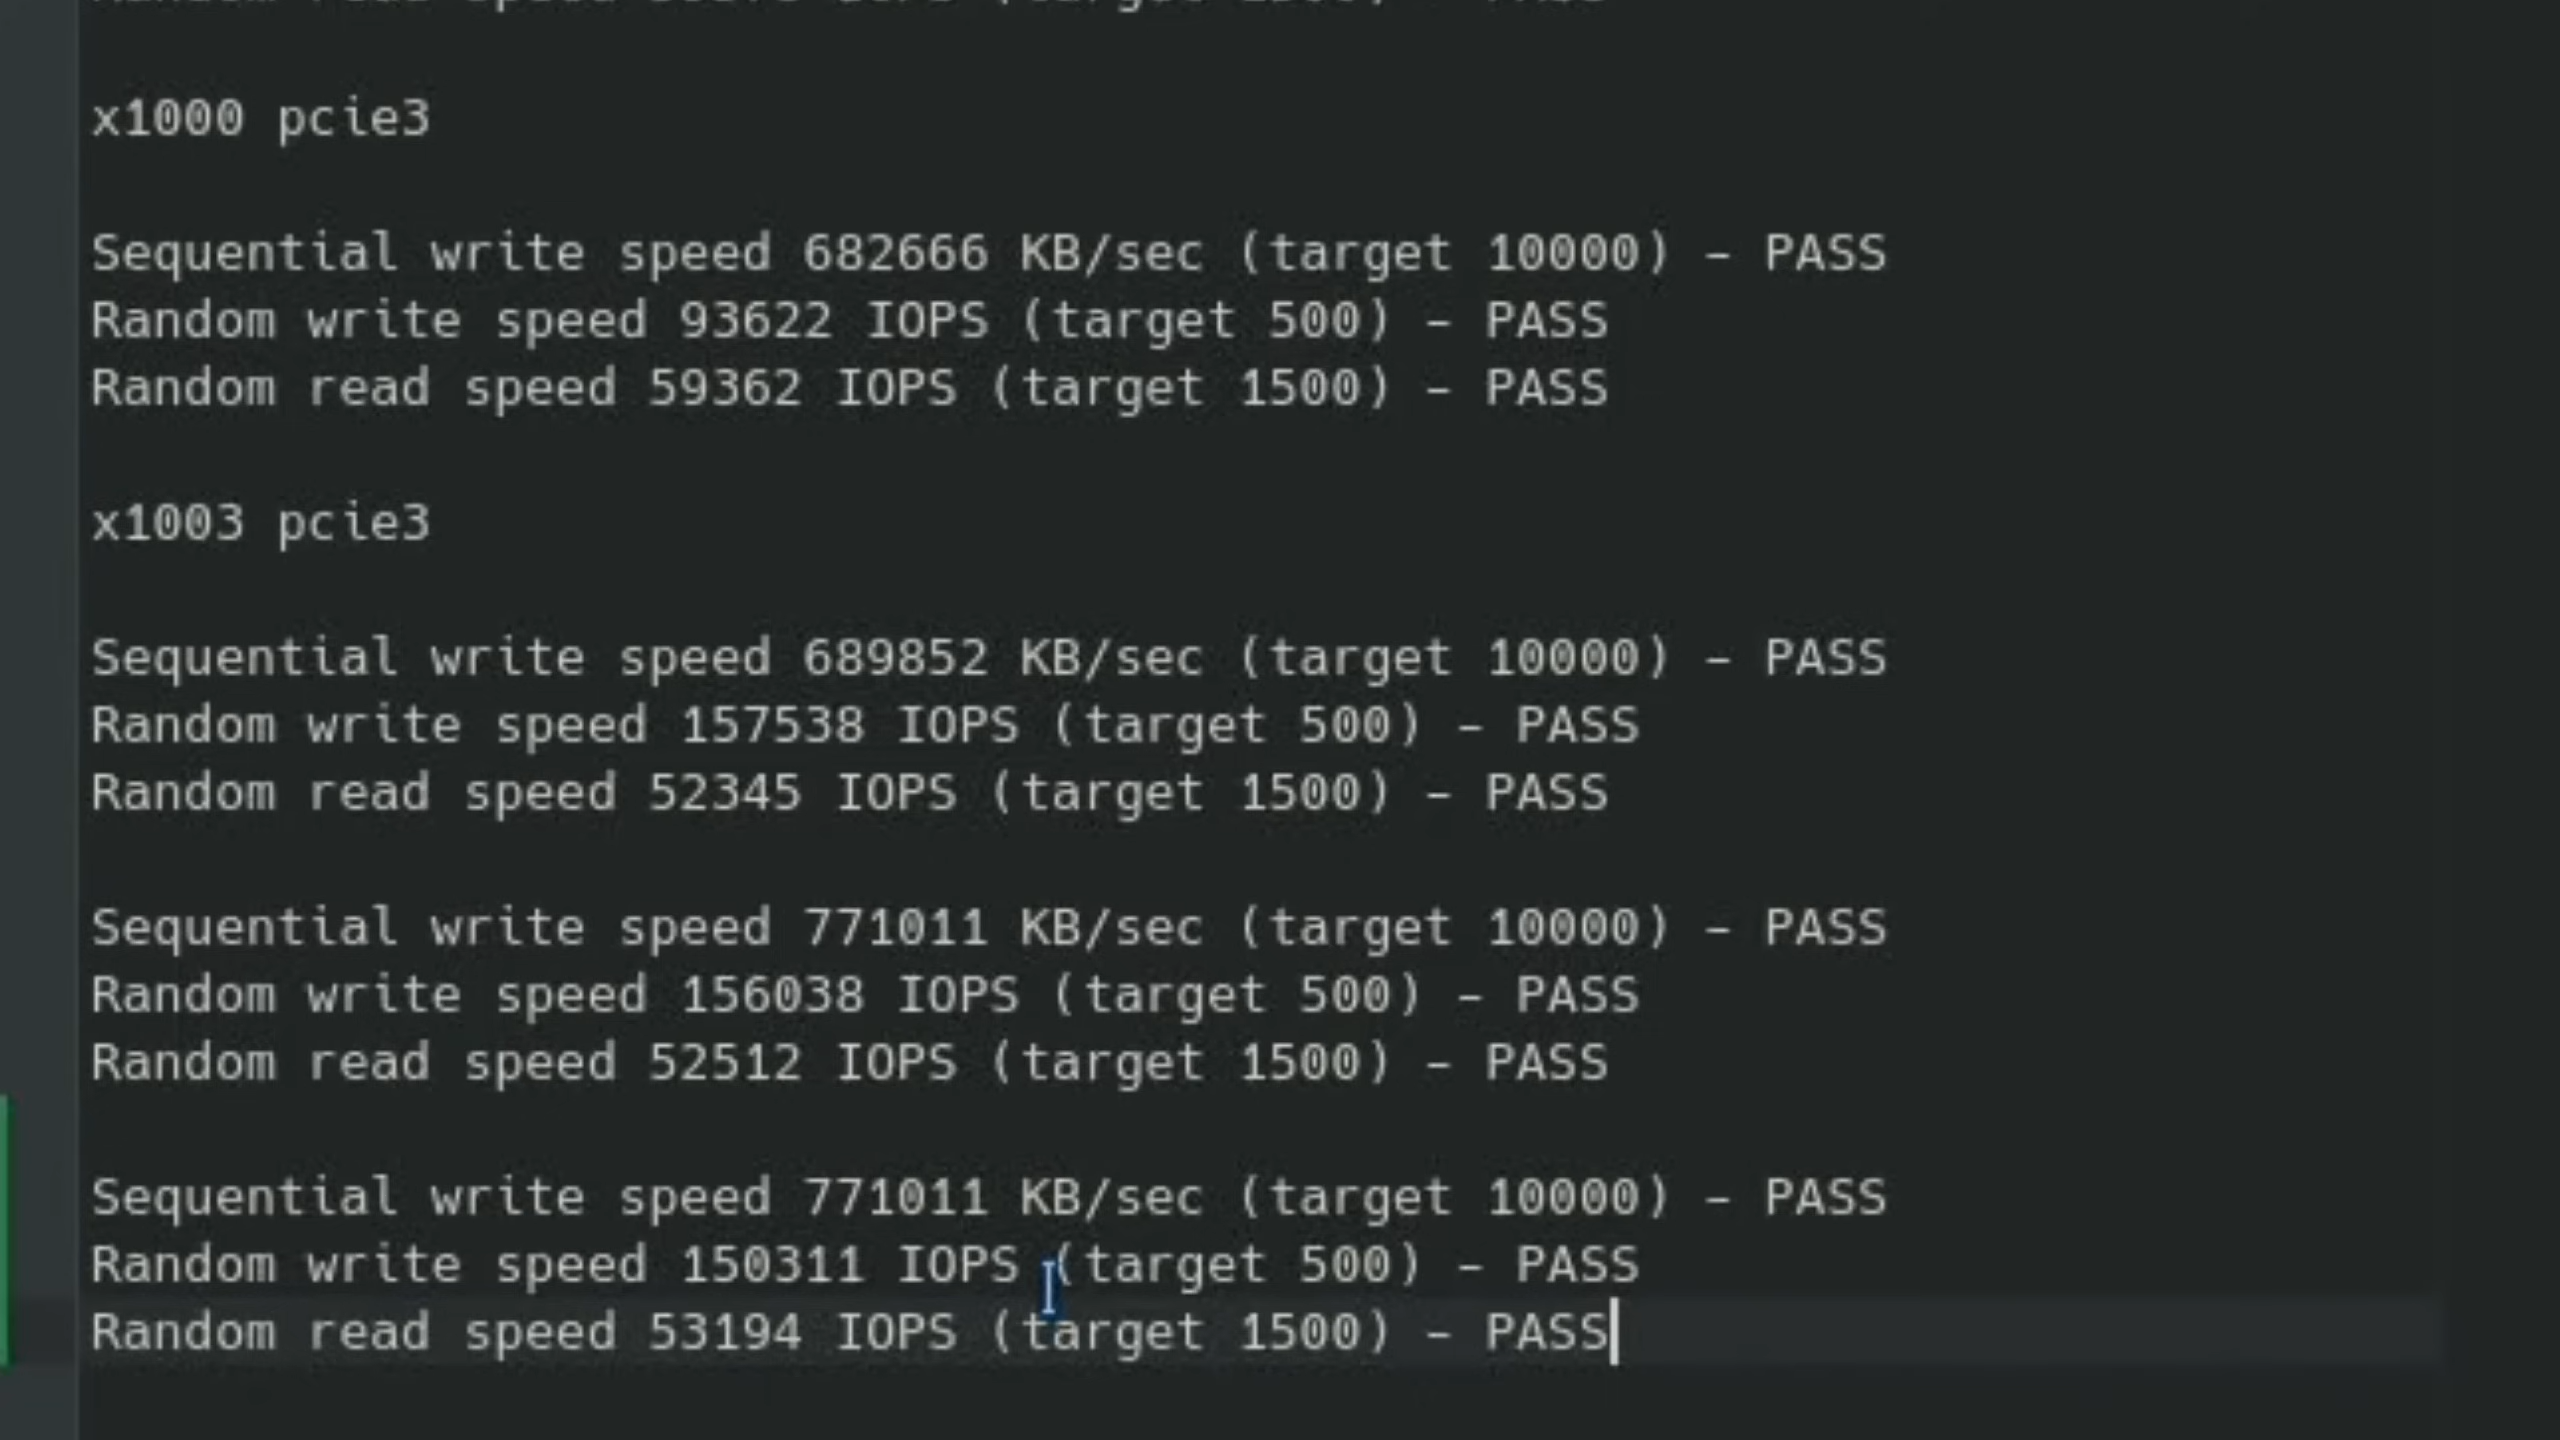 x1000 pcie3
Sequential write speed 682666 KB/sec (target 10000) - PASS
Random write speed 93622 IOPS (target 500) - PASS
Random read speed 59362 IOPS (target 1500) - PASS
x1003 pcie3
Sequential write speed 689852 KB/sec (target 10000) - PASS
Random write speed 157538 IOPS (target 500) - PASS
Random read speed 52345 IOPS (target 1500) - PASS
Sequential write speed 771011 KB/sec (target 10000) - PASS
Random write speed 156038 IOPS (target 500) - PASS
Random read speed 52512 IOPS (target 1500) - PASS
Sequential write speed 771011 KB/sec (target 10000) - PASS
Random write speed 150311 IOPS (target 500) - PASS
Random read speed 53194 IOPS (target 1500) - PASS